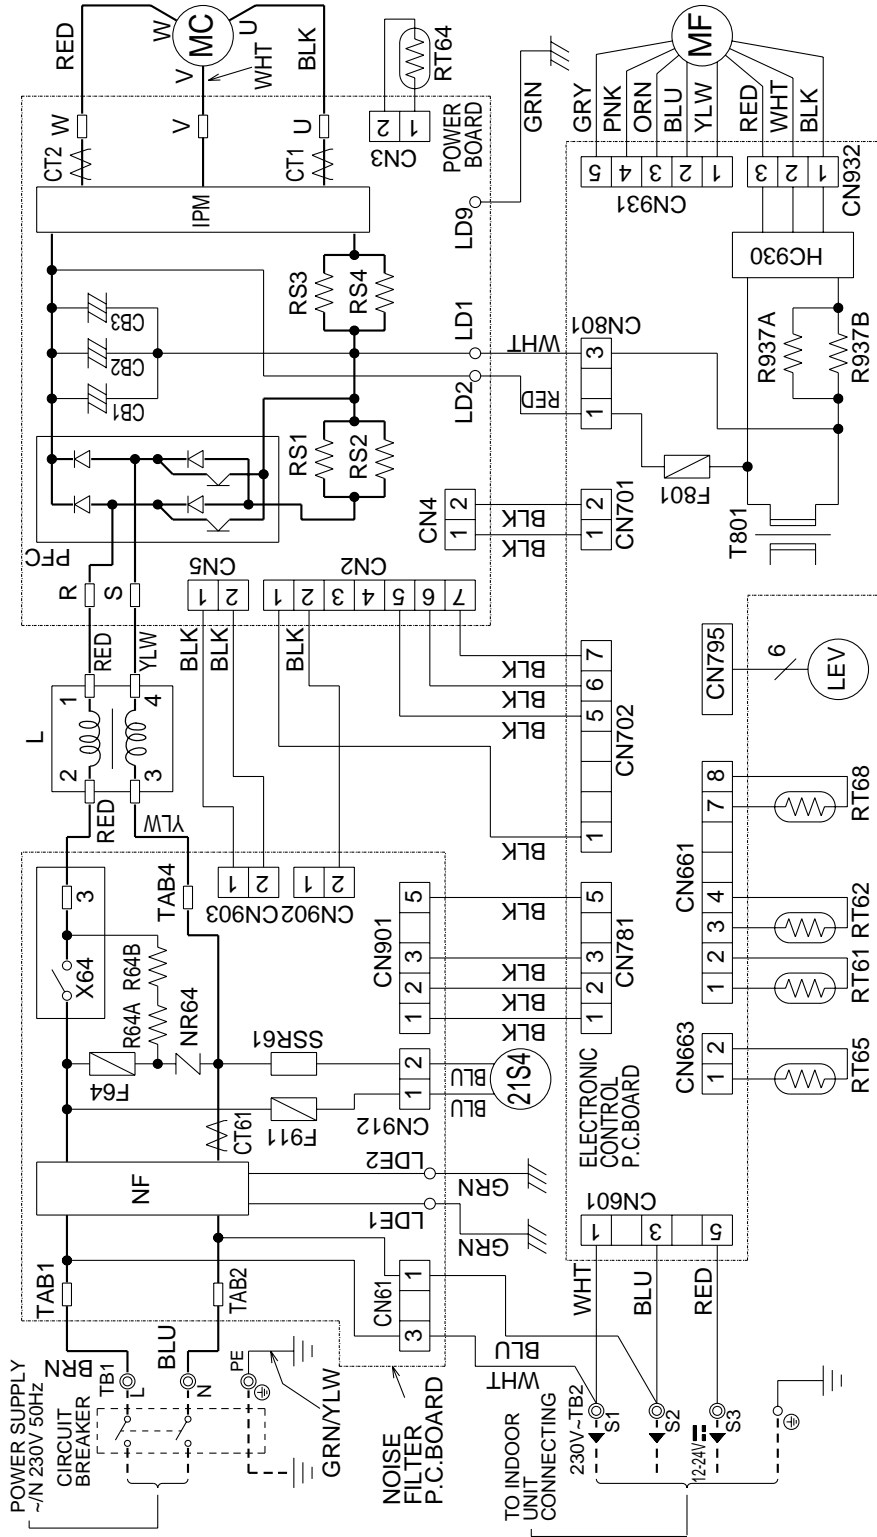 POWER SUPPLY
~/N 230V 50Hz
CIRCUIT
BREAKER
TB1
L
N
PE
BRN
BLU
GRN/YLW
TAB1
TAB2
NF
CN61
3 1
NOISE
FILTER
P.C.BOARD
LDE1
LDE2
GRN
GRN
CT61
F911
F64
NR64
R64A
R64B
X64
3
SSR61
CN912
1 2
BLU
BLU
21S4
TAB4
CN901
1 2 3 5
CN902
1 2
CN903
1 2
RED
YLW
L
2 1
3 4
RED
YLW
R
S
BLK
BLK
BLK
PFC
CN5
1 2
CN2
1 2 3 4 5 6 7
CN4
1 2
CB1
CB2
CB3
RS1
RS2
RS3
RS4
IPM
LD2
LD1
LD9
POWER
BOARD
CT2
CT1
W
V
U
CN3
2 1
RT64
RED
WHT
BLK
W
V
U
MC
GRN
RED
WHT
BLK
BLK
BLK
BLK
BLK
BLK
BLK
BLK
BLK
BLK
TO INDOOR
UNIT
CONNECTING
230V~
TB2
S1
S2
12-24V
S3
WHT
BLU
WHT
BLU
RED
CN601
1 3 5
ELECTRONIC
CONTROL
P.C.BOARD
CN781
1 2 3 5
CN702
1 5 6 7
CN701
1 2
CN801
1 3
F801
T801
R937A
R937B
HC930
CN931
5 4 3 2 1
CN932
3 2 1
GRY
PNK
ORN
BLU
YLW
RED
WHT
BLK
MF
CN663
1 2
CN661
1 2 3 4 7 8
CN795
6
LEV
RT65
RT61
RT62
RT68